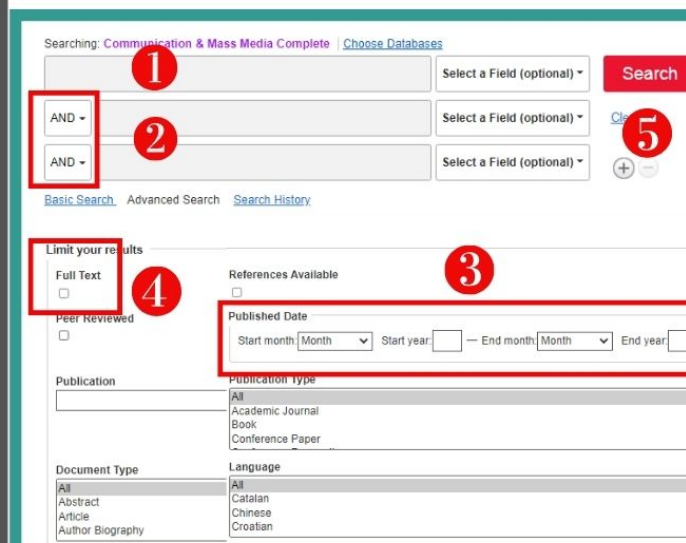 Searching: Communication & Mass Media Complete | Choose Databases
1
Select a Field (optional)
Search
AND
2
Select a Field (optional)
5
AND
Select a Field (optional)
Basic Search Advanced Search Search History
Limit your results
Full Text
4
References Available
3
Peer Reviewed
Published Date
Start month: Month Start year: — End month: Month End year:
Publication
Publication Type
All
Academic Journal
Book
Conference Paper
Document Type
All
Abstract
Article
Author Biography
Language
All
Catalan
Chinese
Croatian